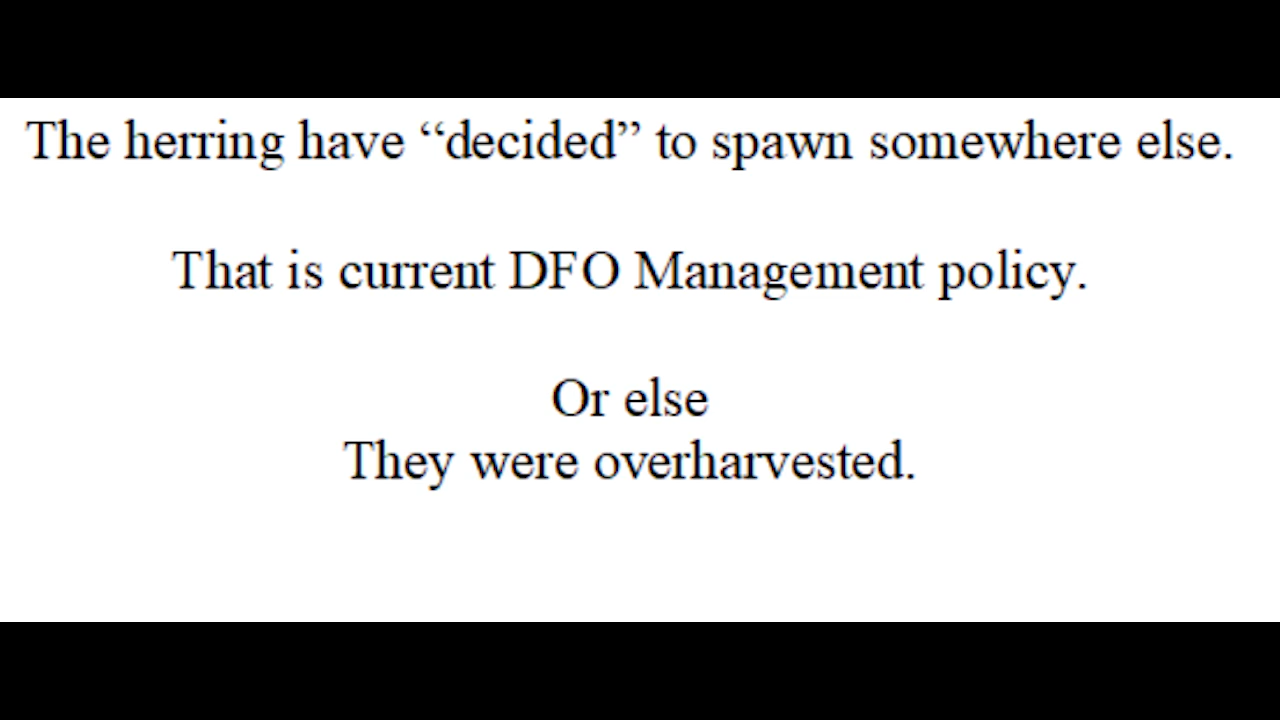 The herring have “decided” to spawn somewhere else.
That is current DFO Management policy.
Or else
They were overharvested.